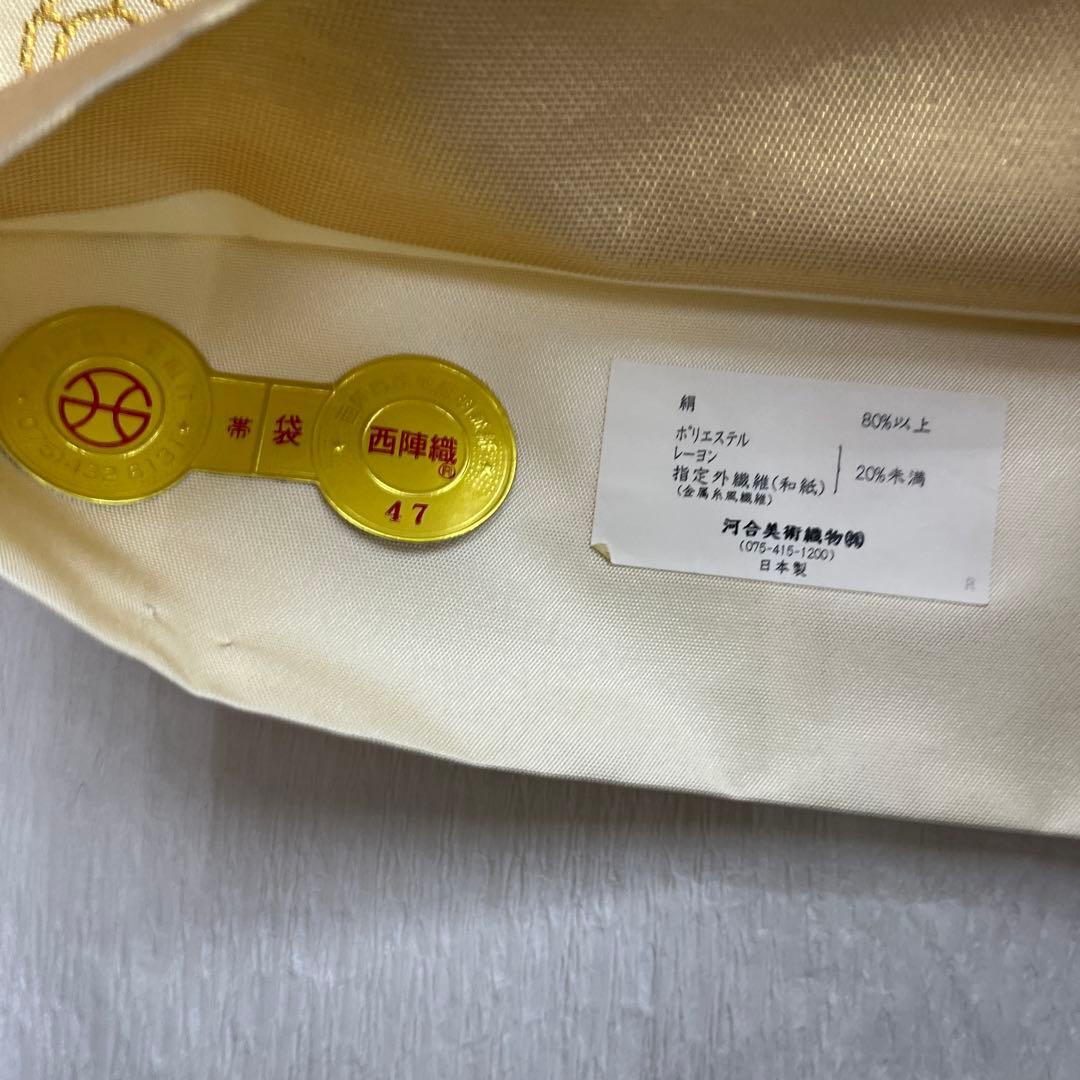 帯
袋
西陣織®
47
絹 80%以上
ポリエステル
レーヨン
指定外繊維(和紙) 20%未満
(金属糸風繊維)
河合美術織物㈱
(075-415-1200)
日本製